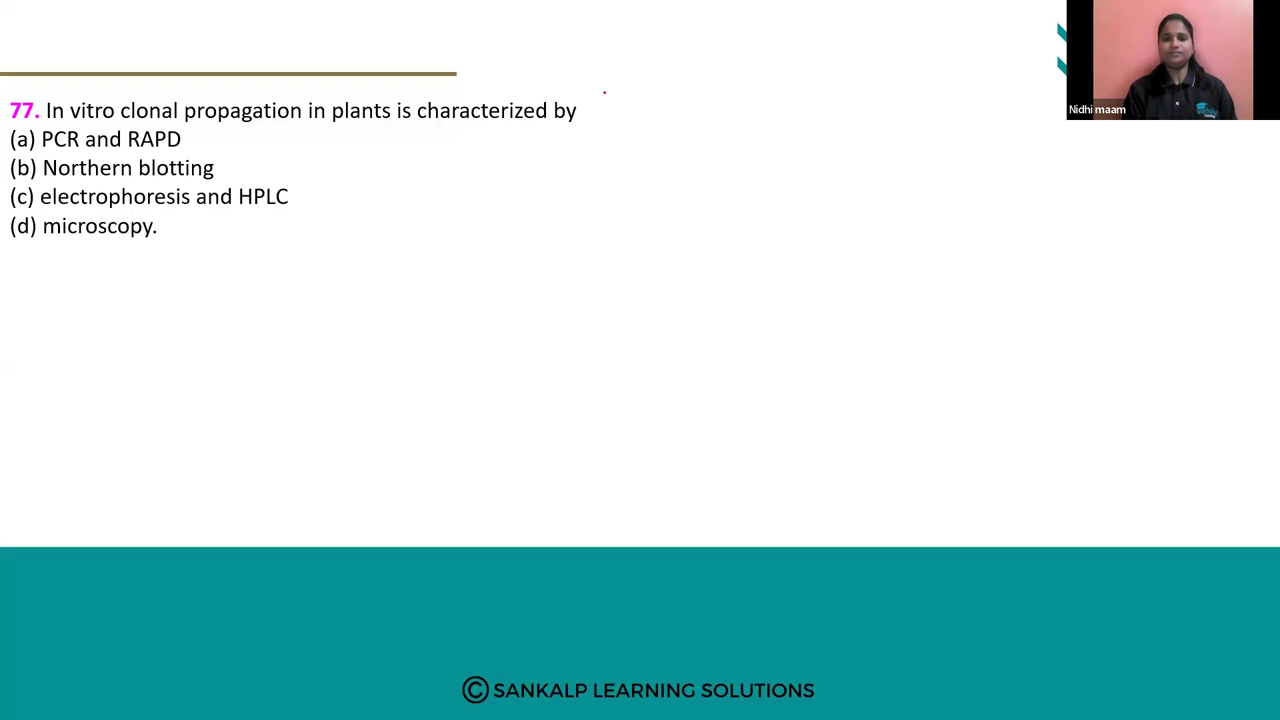 Nidhi maam
77. In vitro clonal propagation in plants is characterized by
(a) PCR and RAPD
(b) Northern blotting
(c) electrophoresis and HPLC
(d) microscopy.
© SANKALP LEARNING SOLUTIONS